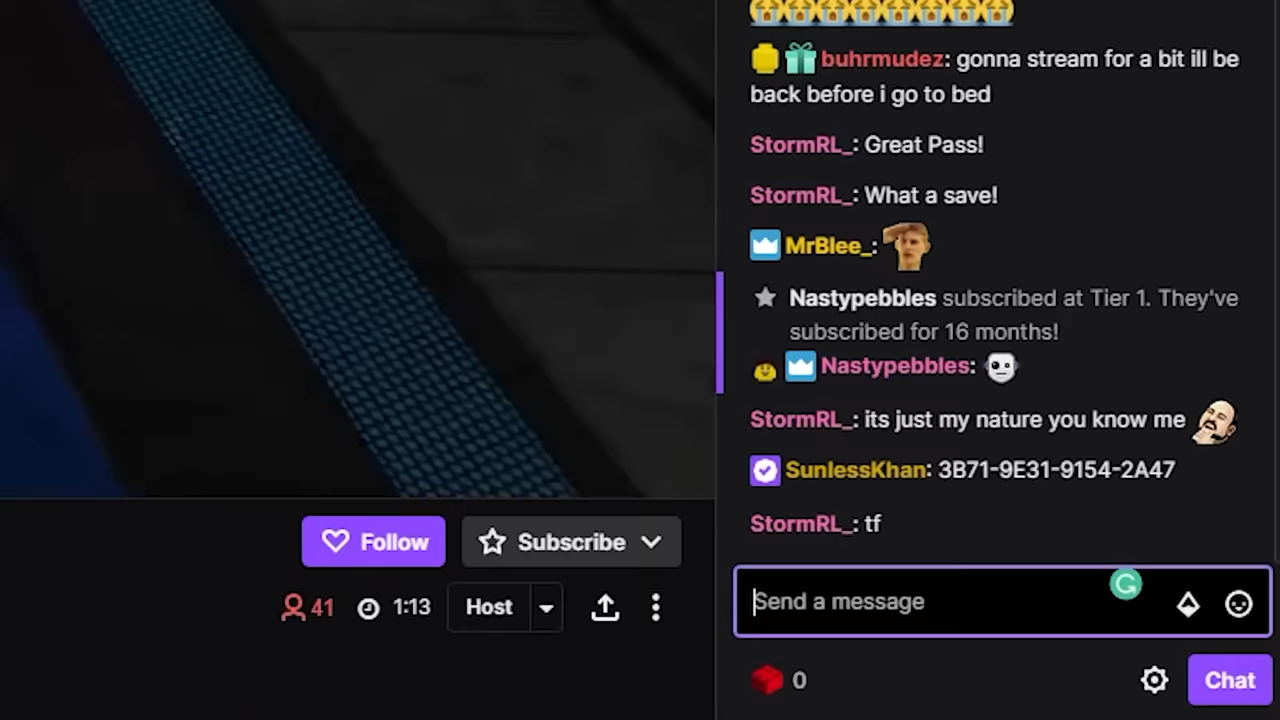 buhrmudez: gonna stream for a bit ill be
back before i go to bed
StormRL_: Great Pass!
StormRL_: What a save!
MrBlee_:
Nastypebbles subscribed at Tier 1. They've
subscribed for 16 months!
Nastypebbles:
StormRL_: its just my nature you know me
SunlessKhan: 3B71-9E31-9154-2A47
StormRL_: tf
Follow
Subscribe
41
1:13
Host
Send a message
0
Chat